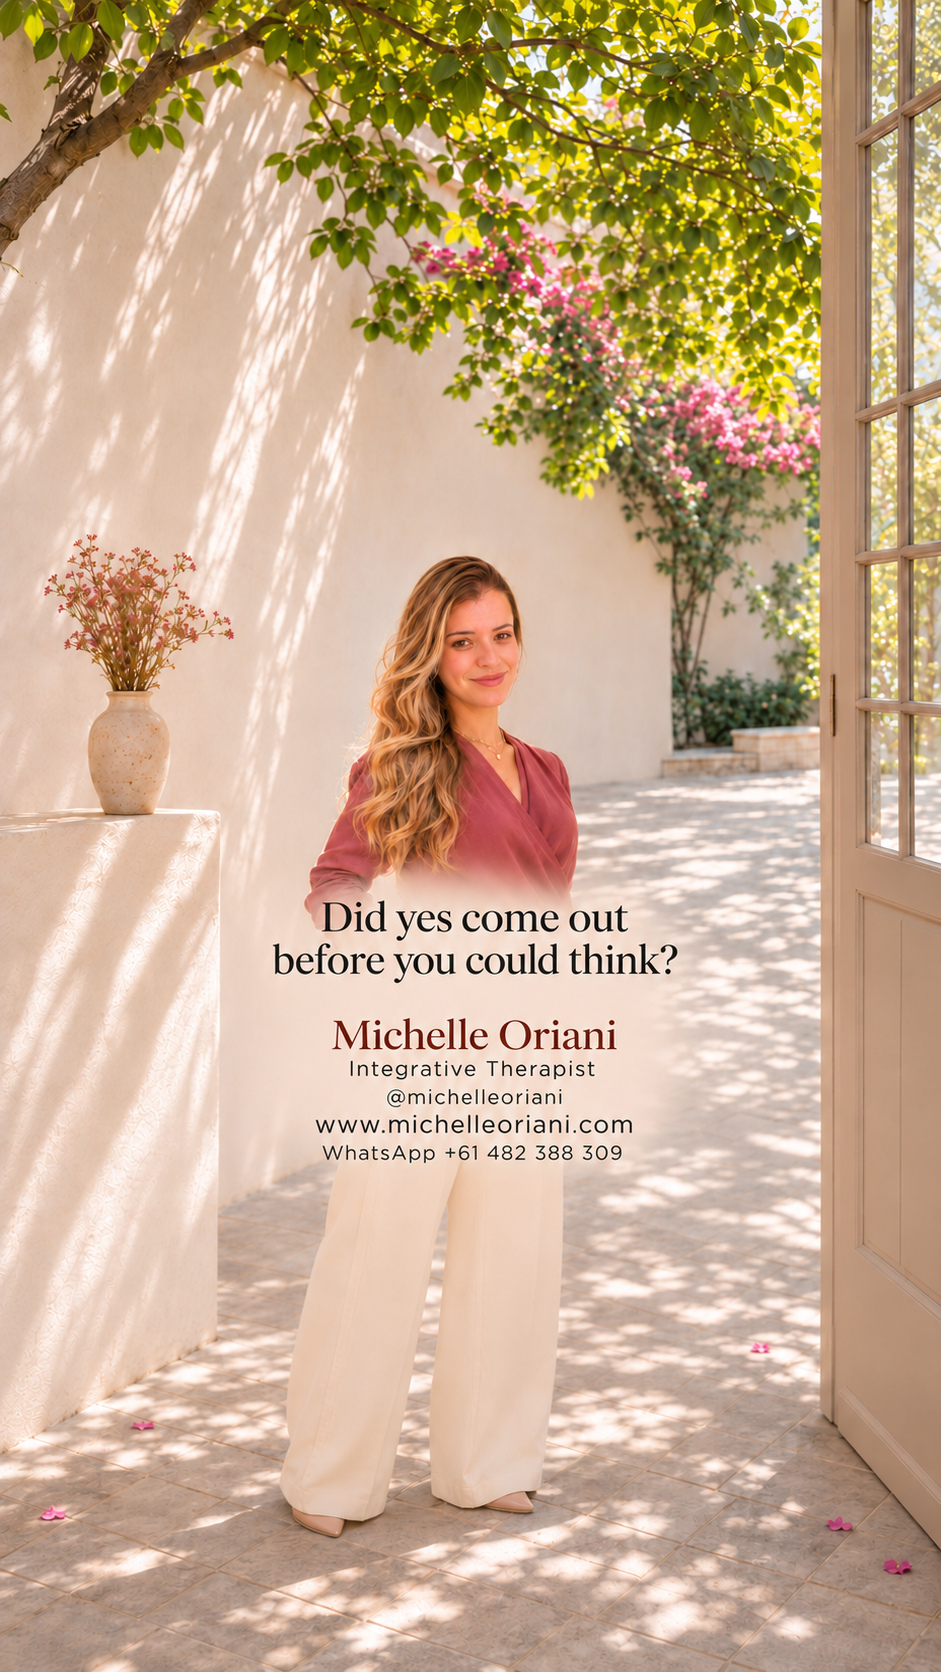 Did yes come out
before you could think?
Michelle Oriani
Integrative Therapist
@michelleoriani
www.michelleoriani.com
WhatsApp +61 482 388 309